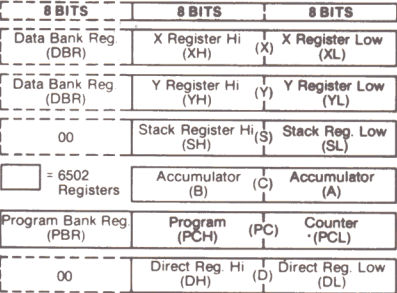 8 BITS 8 BITS 8 BITS
Data Bank Reg. X Register Hi (X) X Register Low
(DBR) (XH) (XL)
Data Bank Reg. Y Register Hi (Y) Y Register Low
(DBR) (YH) (YL)
00 Stack Register Hi (S) Stack Reg. Low
(SH) (SL)
= 6502 Accumulator (C) Accumulator
Registers (B) (A)
Program Bank Reg. Program (PC) Counter
(PBR) (PCH) (PCL)
00 Direct Reg. Hi (D) Direct Reg. Low
(DH) (DL)